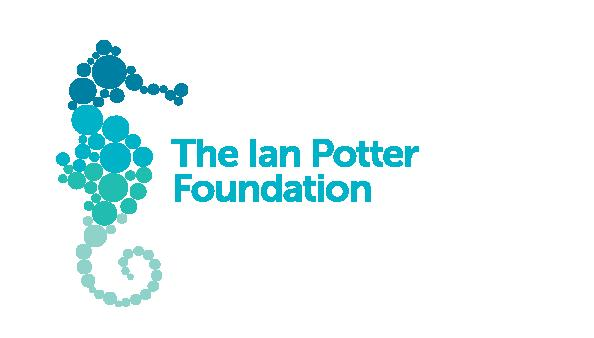 The Ian Potter
Foundation